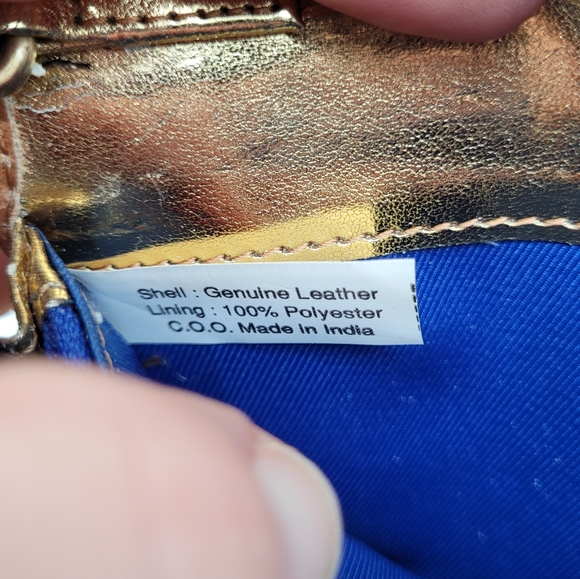 Shell : Genuine Leather
Lining : 100% Polyester
C.O.O. Made in India